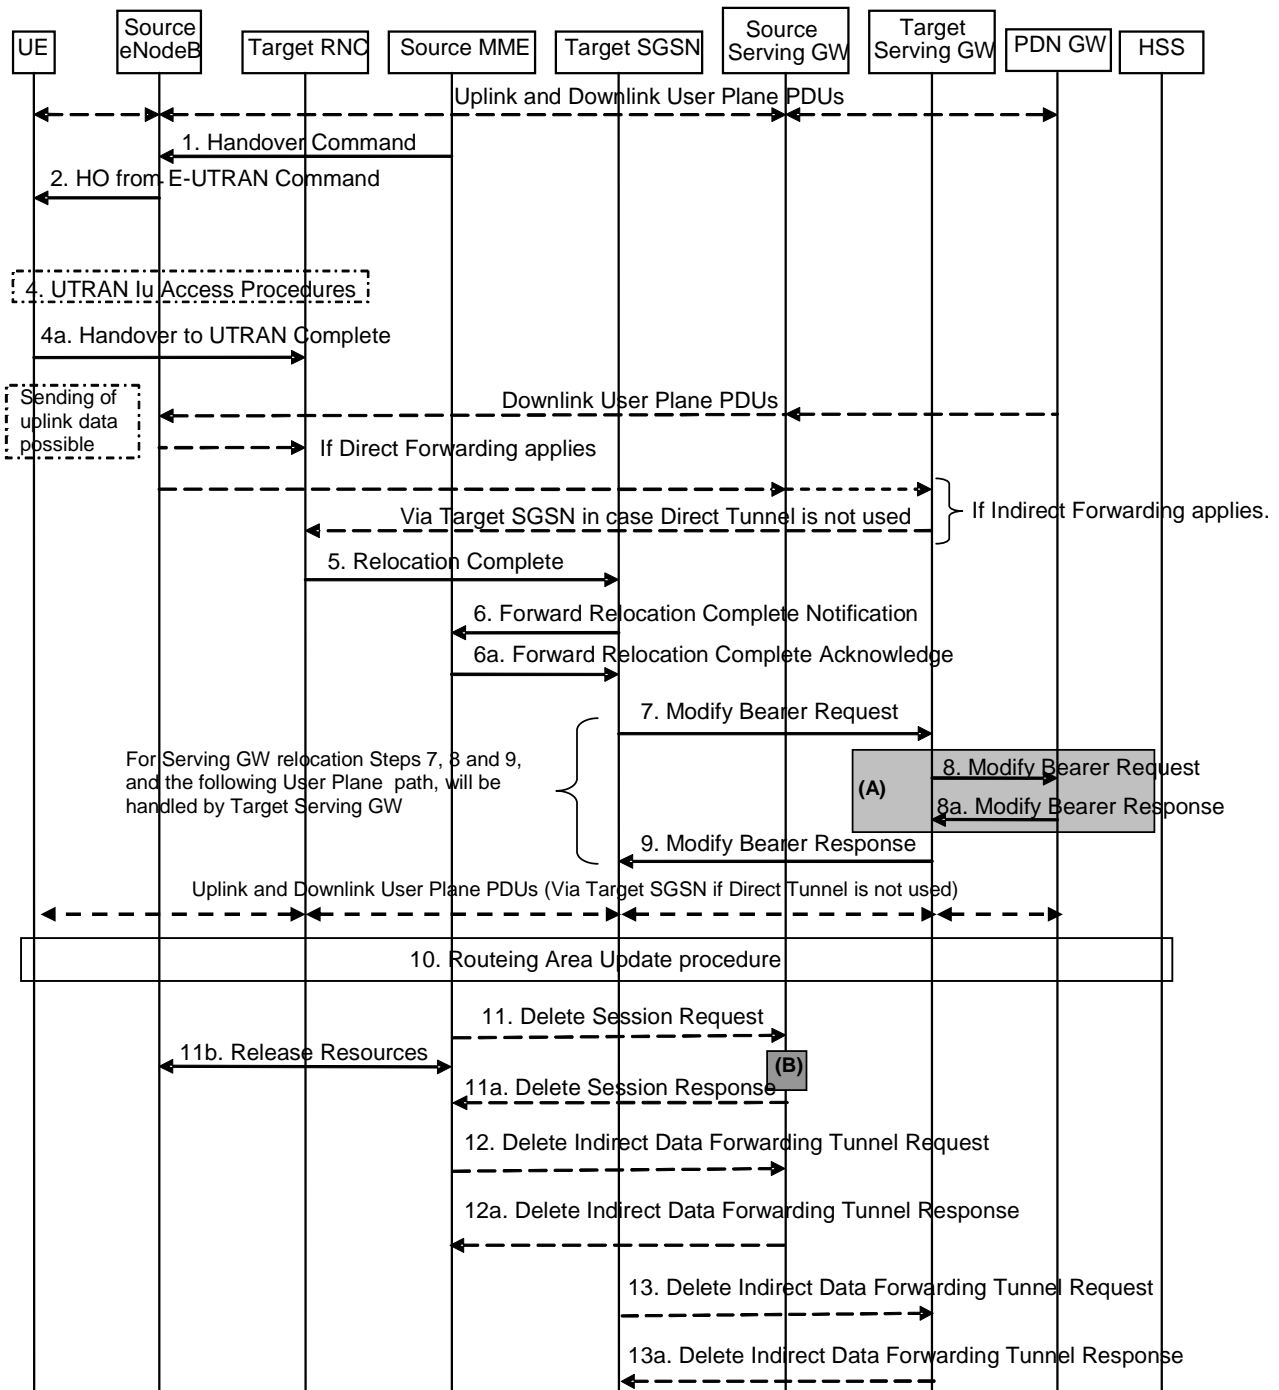 UE
Source
eNodeB
Target RNC
Source MME
Target SGSN
Source
Serving GW
Target
Serving GW
PDN GW
HSS
Uplink and Downlink User Plane PDUs
1. Handover Command
2. HO from E-UTRAN Command
4. UTRAN Iu Access Procedures
4a. Handover to UTRAN Complete
Sending of
uplink data
possible
Downlink User Plane PDUs
If Direct Forwarding applies
If Indirect Forwarding applies.
Via Target SGSN in case Direct Tunnel is not used
5. Relocation Complete
6. Forward Relocation Complete Notification
6a. Forward Relocation Complete Acknowledge
7. Modify Bearer Request
For Serving GW relocation Steps 7, 8 and 9,
and the following User Plane path, will be
handled by Target Serving GW
(A)
8. Modify Bearer Request
8a. Modify Bearer Response
9. Modify Bearer Response
Uplink and Downlink User Plane PDUs (Via Target SGSN if Direct Tunnel is not used)
10. Routeing Area Update procedure
11. Delete Session Request
11b. Release Resources
(B)
11a. Delete Session Response
12. Delete Indirect Data Forwarding Tunnel Request
12a. Delete Indirect Data Forwarding Tunnel Response
13. Delete Indirect Data Forwarding Tunnel Request
13a. Delete Indirect Data Forwarding Tunnel Response